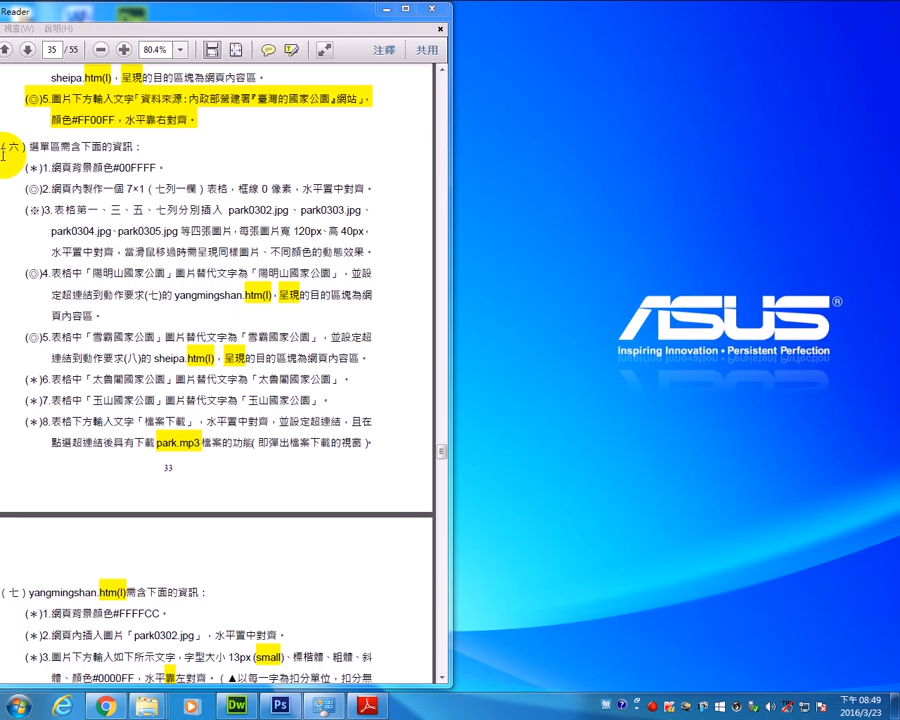 Reader
視窗(W) 說明(H)
35 / 55 80.4% 注釋 共用
sheipa.htm(l)，呈現的目的區塊為網頁內容區。
(◎)5.圖片下方輸入文字「資料來源：內政部營建署『臺灣的國家公園』網站」，
顏色#FF00FF，水平靠右對齊。
（六）選單區需含下面的資訊：
(＊)1.網頁背景顏色#00FFFF。
(◎)2.網頁內製作一個 7×1（七列一欄）表格，框線 0 像素，水平置中對齊。
(※)3.表格第一、三、五、七列分別插入 park0302.jpg、park0303.jpg、
park0304.jpg、park0305.jpg 等四張圖片，每張圖片寬 120px、高 40px，
水平置中對齊，當滑鼠移過時需呈現同樣圖片、不同顏色的動態效果。
(◎)4.表格中「陽明山國家公園」圖片替代文字為「陽明山國家公園」，並設
定超連結到動作要求(七)的 yangmingshan.htm(l)，呈現的目的區塊為網
頁內容區。
(◎)5.表格中「雪霸國家公園」圖片替代文字為「雪霸國家公園」，並設定超
連結到動作要求(八)的 sheipa.htm(l)，呈現的目的區塊為網頁內容區。
(＊)6.表格中「太魯閣國家公園」圖片替代文字為「太魯閣國家公園」。
(＊)7.表格中「玉山國家公園」圖片替代文字為「玉山國家公園」。
(＊)8.表格下方輸入文字「檔案下載」，水平置中對齊，並設定超連結，且在
點選超連結後具有下載 park.mp3 檔案的功能(即彈出檔案下載的視窗)。
33
（七）yangmingshan.htm(l)需含下面的資訊：
(＊)1.網頁背景顏色#FFFFCC。
(＊)2.網頁內插入圖片「park0302.jpg」，水平置中對齊。
(＊)3.圖片下方輸入如下所示文字，字型大小 13px (small)、標楷體、粗體、斜
體、顏色#0000FF，水平靠左對齊。（▲以每一字為扣分單位，扣分無
ASUS®
Inspiring Innovation • Persistent Perfection
Dw Ps
下午 08:49
2016/3/23